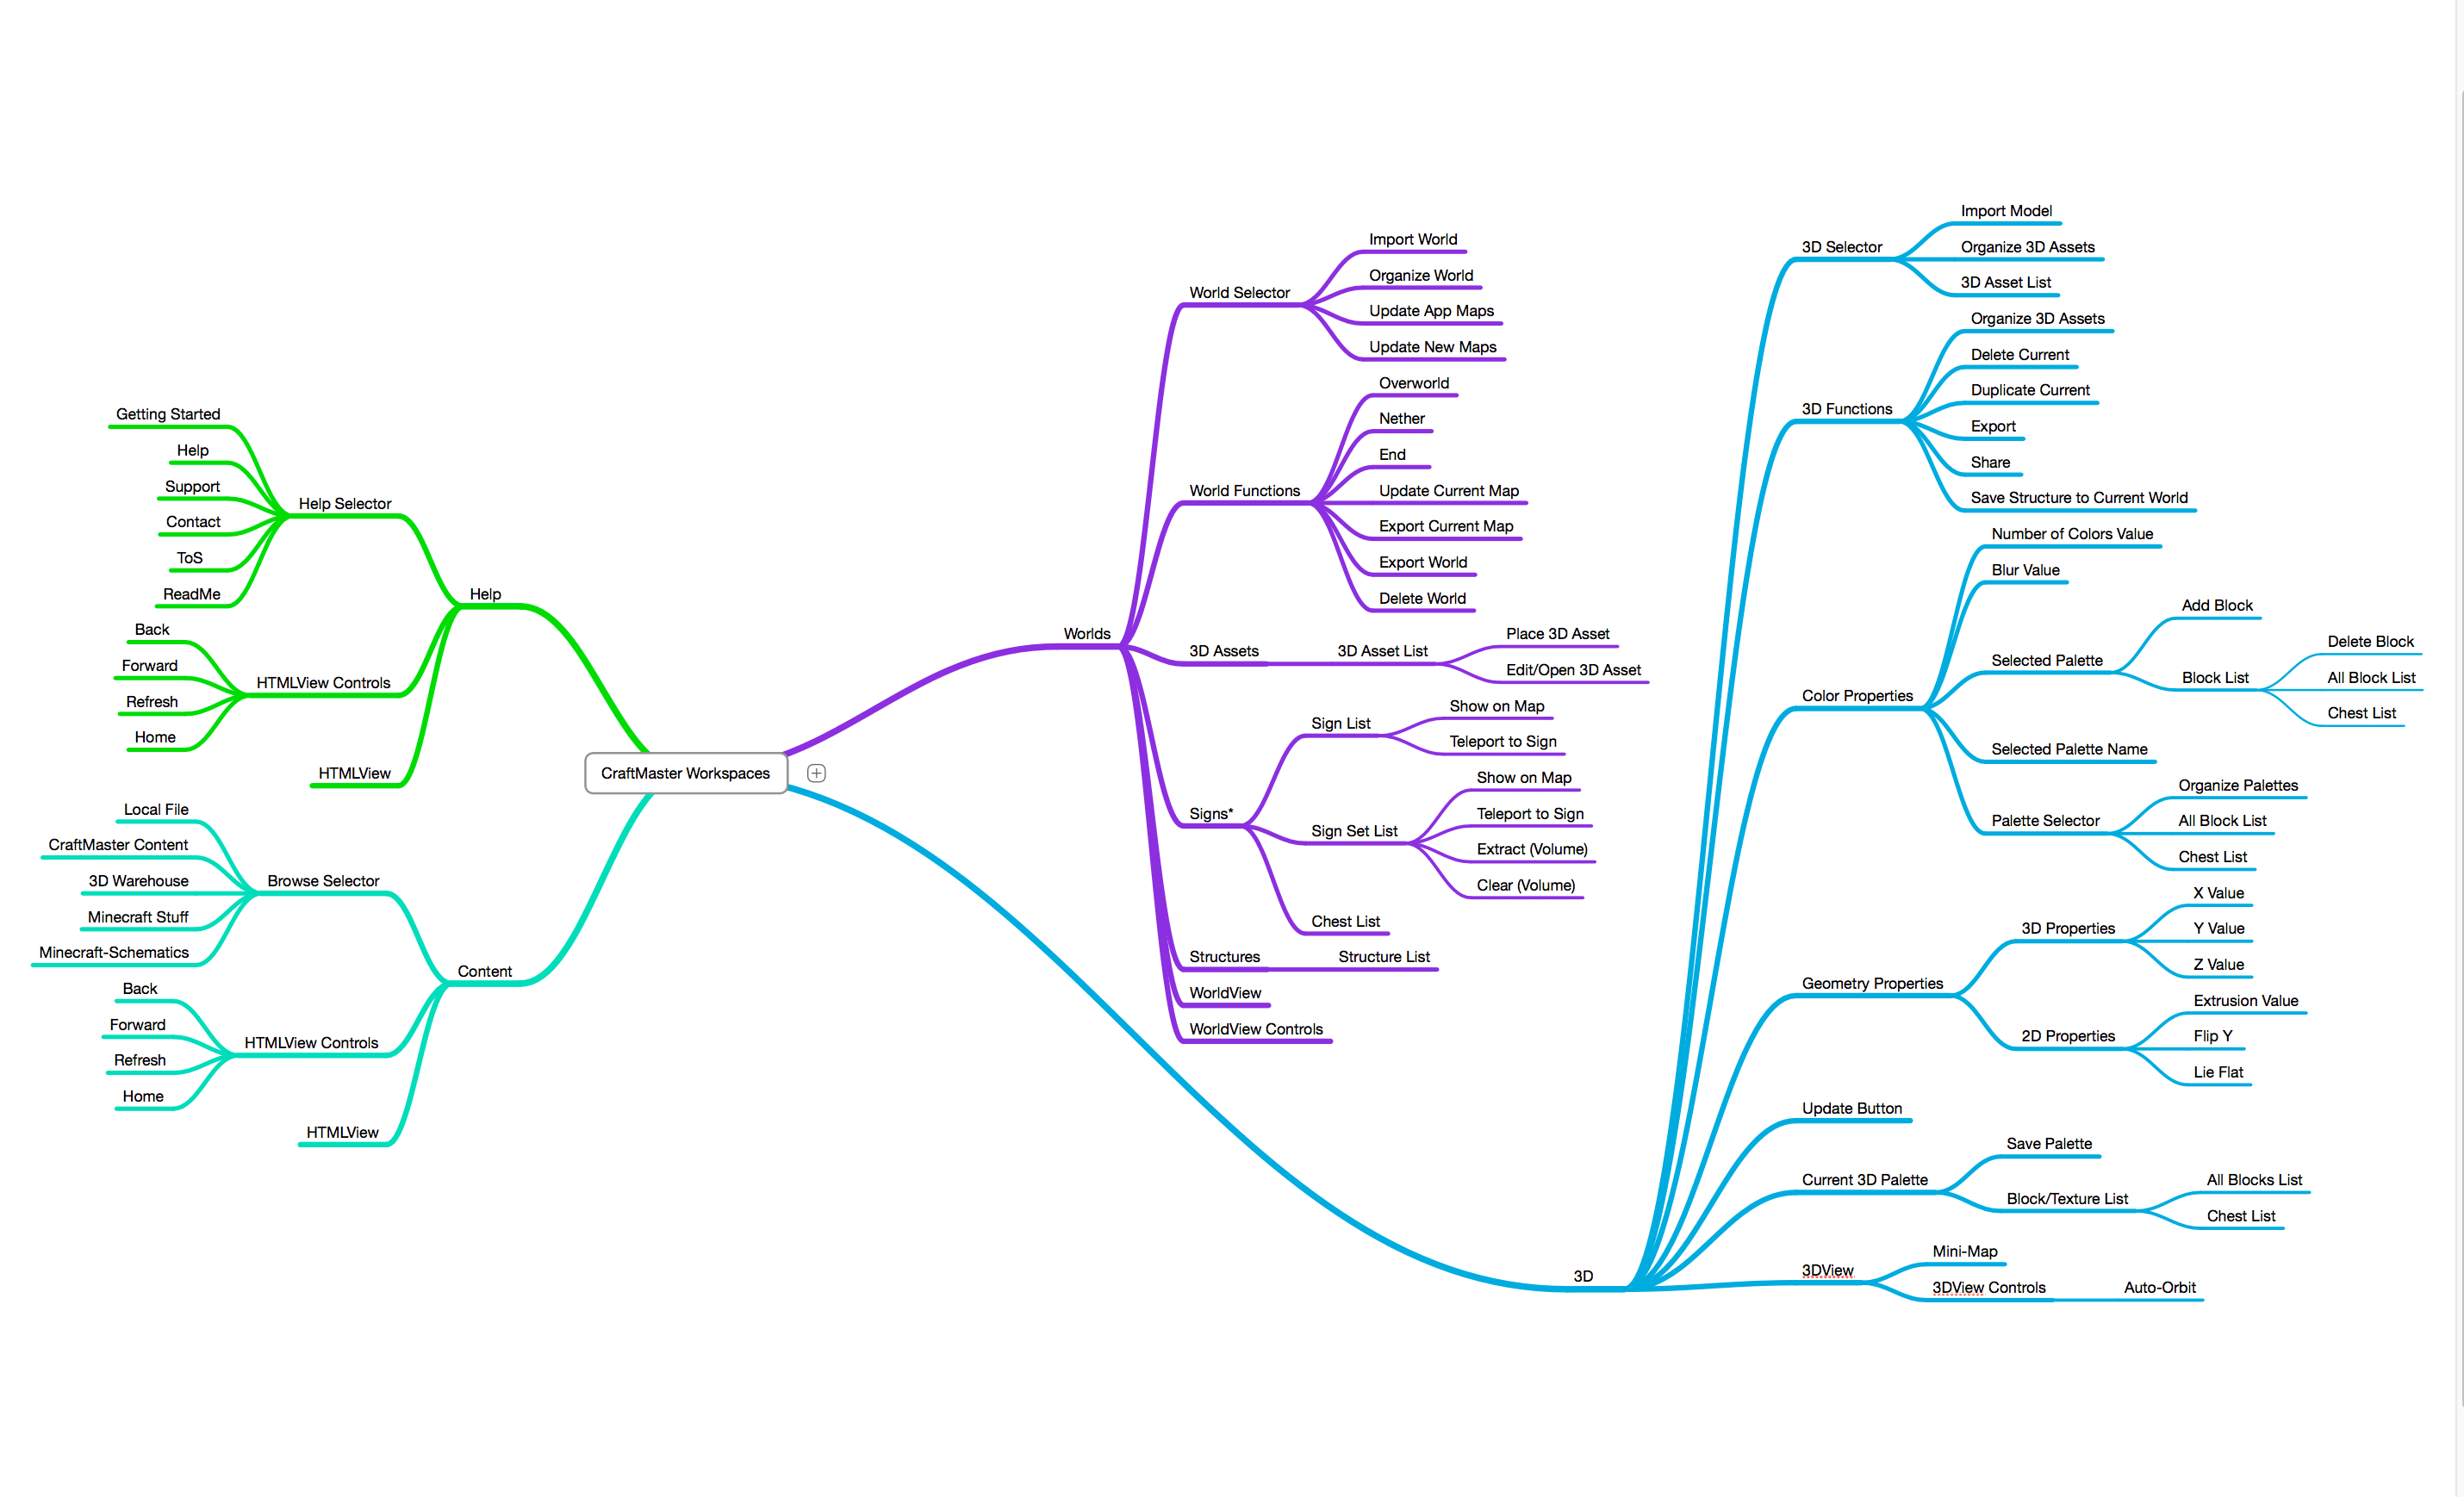 CraftMaster Workspaces
Help
Help Selector
Getting Started
Help
Support
Contact
ToS
ReadMe
HTMLView Controls
Back
Forward
Refresh
Home
HTMLView
Content
Browse Selector
Local File
CraftMaster Content
3D Warehouse
Minecraft Stuff
Minecraft-Schematics
HTMLView Controls
Back
Forward
Refresh
Home
HTMLView
Worlds
World Selector
Import World
Organize World
Update App Maps
Update New Maps
World Functions
Overworld
Nether
End
Update Current Map
Export Current Map
Export World
Delete World
3D Assets
3D Asset List
Place 3D Asset
Edit/Open 3D Asset
Signs*
Sign List
Show on Map
Teleport to Sign
Sign Set List
Show on Map
Teleport to Sign
Extract (Volume)
Clear (Volume)
Chest List
Structures
Structure List
WorldView
WorldView Controls
3D
3D Selector
Import Model
Organize 3D Assets
3D Asset List
3D Functions
Organize 3D Assets
Delete Current
Duplicate Current
Export
Share
Save Structure to Current World
Color Properties
Number of Colors Value
Blur Value
Selected Palette
Add Block
Block List
Delete Block
All Block List
Chest List
Selected Palette Name
Palette Selector
Organize Palettes
All Block List
Chest List
Geometry Properties
3D Properties
X Value
Y Value
Z Value
2D Properties
Extrusion Value
Flip Y
Lie Flat
Update Button
Current 3D Palette
Save Palette
Block/Texture List
All Blocks List
Chest List
3DView
Mini-Map
3DView Controls
Auto-Orbit